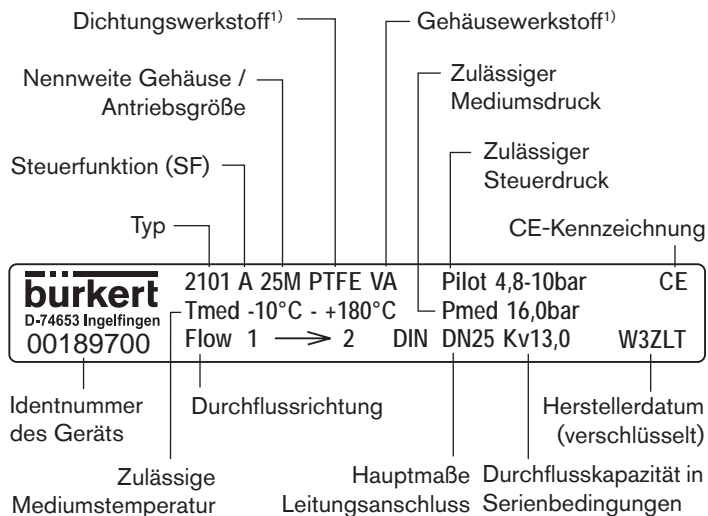 Dichtungswerkstoff¹⁾
Gehäusewerkstoff¹⁾
Nennweite Gehäuse /
Antriebsgröße
Zulässiger
Mediumsdruck
Steuerfunktion (SF)
Zulässiger
Steuerdruck
Typ
CE-Kennzeichnung
bürkert
D-74653 Ingelfingen
00189700
2101 A 25M PTFE VA Pilot 4,8-10bar CE
Tmed -10°C - +180°C Pmed 16,0bar
Flow 1 → 2 DIN DN25 Kv13,0 W3ZLT
Identnummer
des Geräts
Durchflussrichtung
Herstellerdatum
(verschlüsselt)
Zulässige
Mediumstemperatur
Hauptmaße
Leitungsanschluss
Durchflusskapazität in
Serienbedingungen